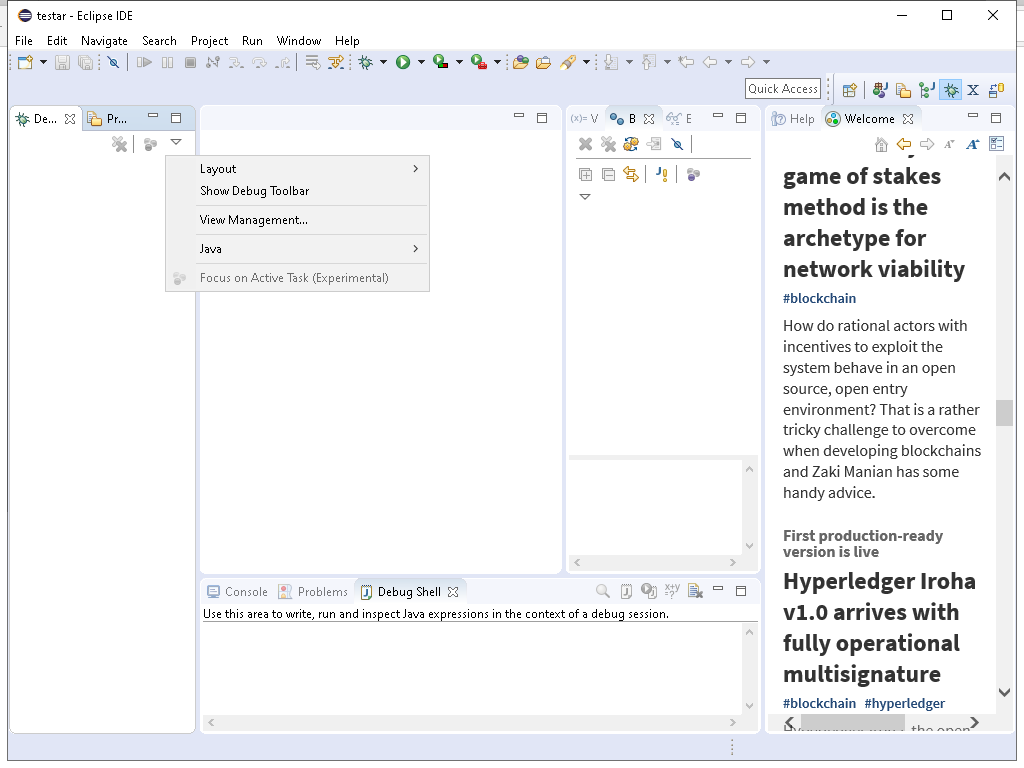 testar - Eclipse IDE
File Edit Navigate Search Project Run Window Help
Quick Access
De... Pr...
(x)= V B E
Help Welcome
Layout
Show Debug Toolbar
View Management...
Java
Focus on Active Task (Experimental)
game of stakes
method is the
archetype for
network viability
#blockchain
How do rational actors with
incentives to exploit the
system behave in an open
source, open entry
environment? That is a rather
tricky challenge to overcome
when developing blockchains
and Zaki Manian has some
handy advice.
First production-ready
version is live
Hyperledger Iroha
v1.0 arrives with
fully operational
multisignature
#blockchain #hyperledger
the open
Console Problems Debug Shell
Use this area to write, run and inspect Java expressions in the context of a debug session.